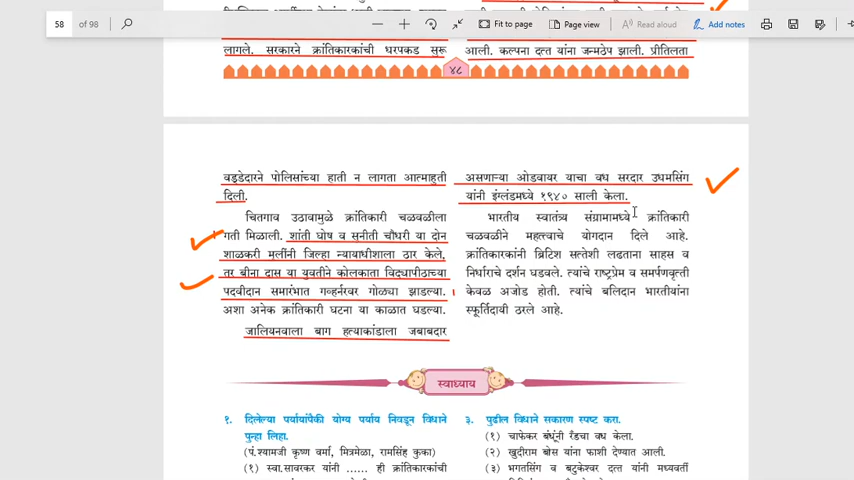 58
of 98
Fit to page
Page view
Read aloud
Add notes
लागले. सरकारने क्रांतिकारकांची धरपकड सुरू
आली. कल्पना दत्त यांना जन्मठेप झाली. प्रीतिलता
४८
वड्डेदारने पोलिसांच्या हाती न लागता आत्माहुती
दिली.
चितगाव उठावामुळे क्रांतिकारी चळवळीला
गती मिळाली. शांती घोष व सुनीती चौधरी या दोन
शाळकरी मुलींनी जिल्हा न्यायाधीशाला ठार केले,
तर बीना दास या युवतीने कोलकाता विद्यापीठाच्या
पदवीदान समारंभात गव्हर्नरवर गोळ्या झाडल्या.
अशा अनेक क्रांतिकारी घटना या काळात घडल्या.
जालियनवाला बाग हत्याकांडाला जबाबदार
असणाऱ्या ओडवायर याचा वध सरदार उधमसिंग
यांनी इंग्लंडमध्ये १९४० साली केला.
भारतीय स्वातंत्र्य संग्रामामध्ये क्रांतिकारी
चळवळीने महत्त्वाचे योगदान दिले आहे.
क्रांतिकारकांनी ब्रिटिश सत्तेशी लढताना साहस व
निर्धाराचे दर्शन घडवले. त्यांचे राष्ट्रप्रेम व समर्पणवृत्ती
केवळ अजोड होती. त्यांचे बलिदान भारतीयांना
स्फूर्तिदायी ठरले आहे.
स्वाध्याय
१. दिलेल्या पर्यायांपैकी योग्य पर्याय निवडून विधाने
पुन्हा लिहा.
(पं.श्यामजी कृष्ण वर्मा, मित्रमेळा, रामसिंह कुका)
(१) स्वा.सावरकर यांनी ...... ही क्रांतिकारकांची
३. पुढील विधाने सकारण स्पष्ट करा.
(१) चाफेकर बंधूंनी रँडचा वध केला.
(२) खुदीराम बोस यांना फाशी देण्यात आली.
(३) भगतसिंग व बटुकेश्वर दत्त यांनी मध्यवर्ती